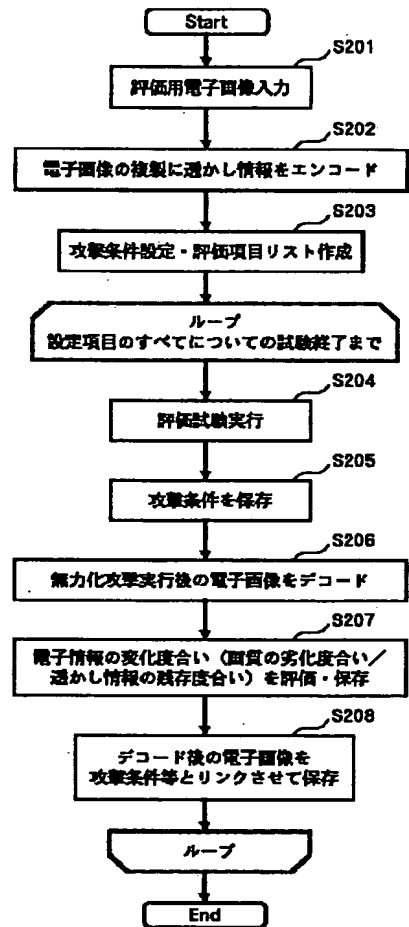 Start
S201
評価用電子画像入力
S202
電子画像の複製に透かし情報をエンコード
S203
攻撃条件設定・評価項目リスト作成
ループ
設定項目のすべてについての試験終了まで
S204
評価試験実行
S205
攻撃条件を保存
S206
無力化攻撃実行後の電子画像をデコード
S207
電子情報の変化度合い（画質の劣化度合い／
透かし情報の残存度合い）を評価・保存
S208
デコード後の電子画像を
攻撃条件等とリンクさせて保存
ループ
End